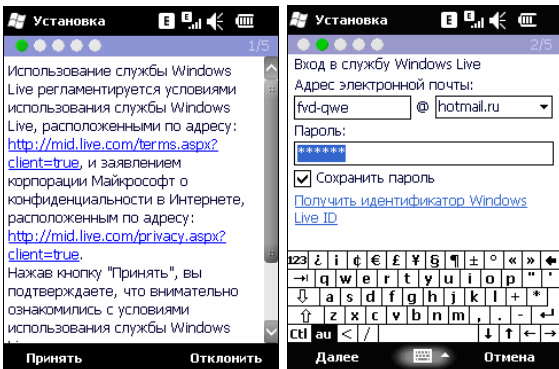 Установка
E
E
1/5
Использование службы Windows
Live регламентируется условиями
использования службы Windows
Live, расположенными по адресу:
http://mid.live.com/terms.aspx?
client=true, и заявлением
корпорации Майкрософт о
конфиденциальности в Интернете,
расположенным по адресу:
http://mid.live.com/privacy.aspx?
client=true.
Нажав кнопку "Принять", вы
подтверждаете, что внимательно
ознакомились с условиями
использования службы Windows
Принять Отклонить
Установка
E
E
2/5
Вход в службу Windows Live
Адрес электронной почты:
fvd-qwe @ hotmail.ru
Пароль:
******
Сохранить пароль
Получить идентификатор Windows
Live ID
123 ¿ ¡ ¢ € £ ¥ § ¶ ± ° « »
q w e r t y u i o p " '
a s d f g h j k l + *
z x c v b n m , . -
Ctl au < / ↓ ↑ ← →
Далее Отмена